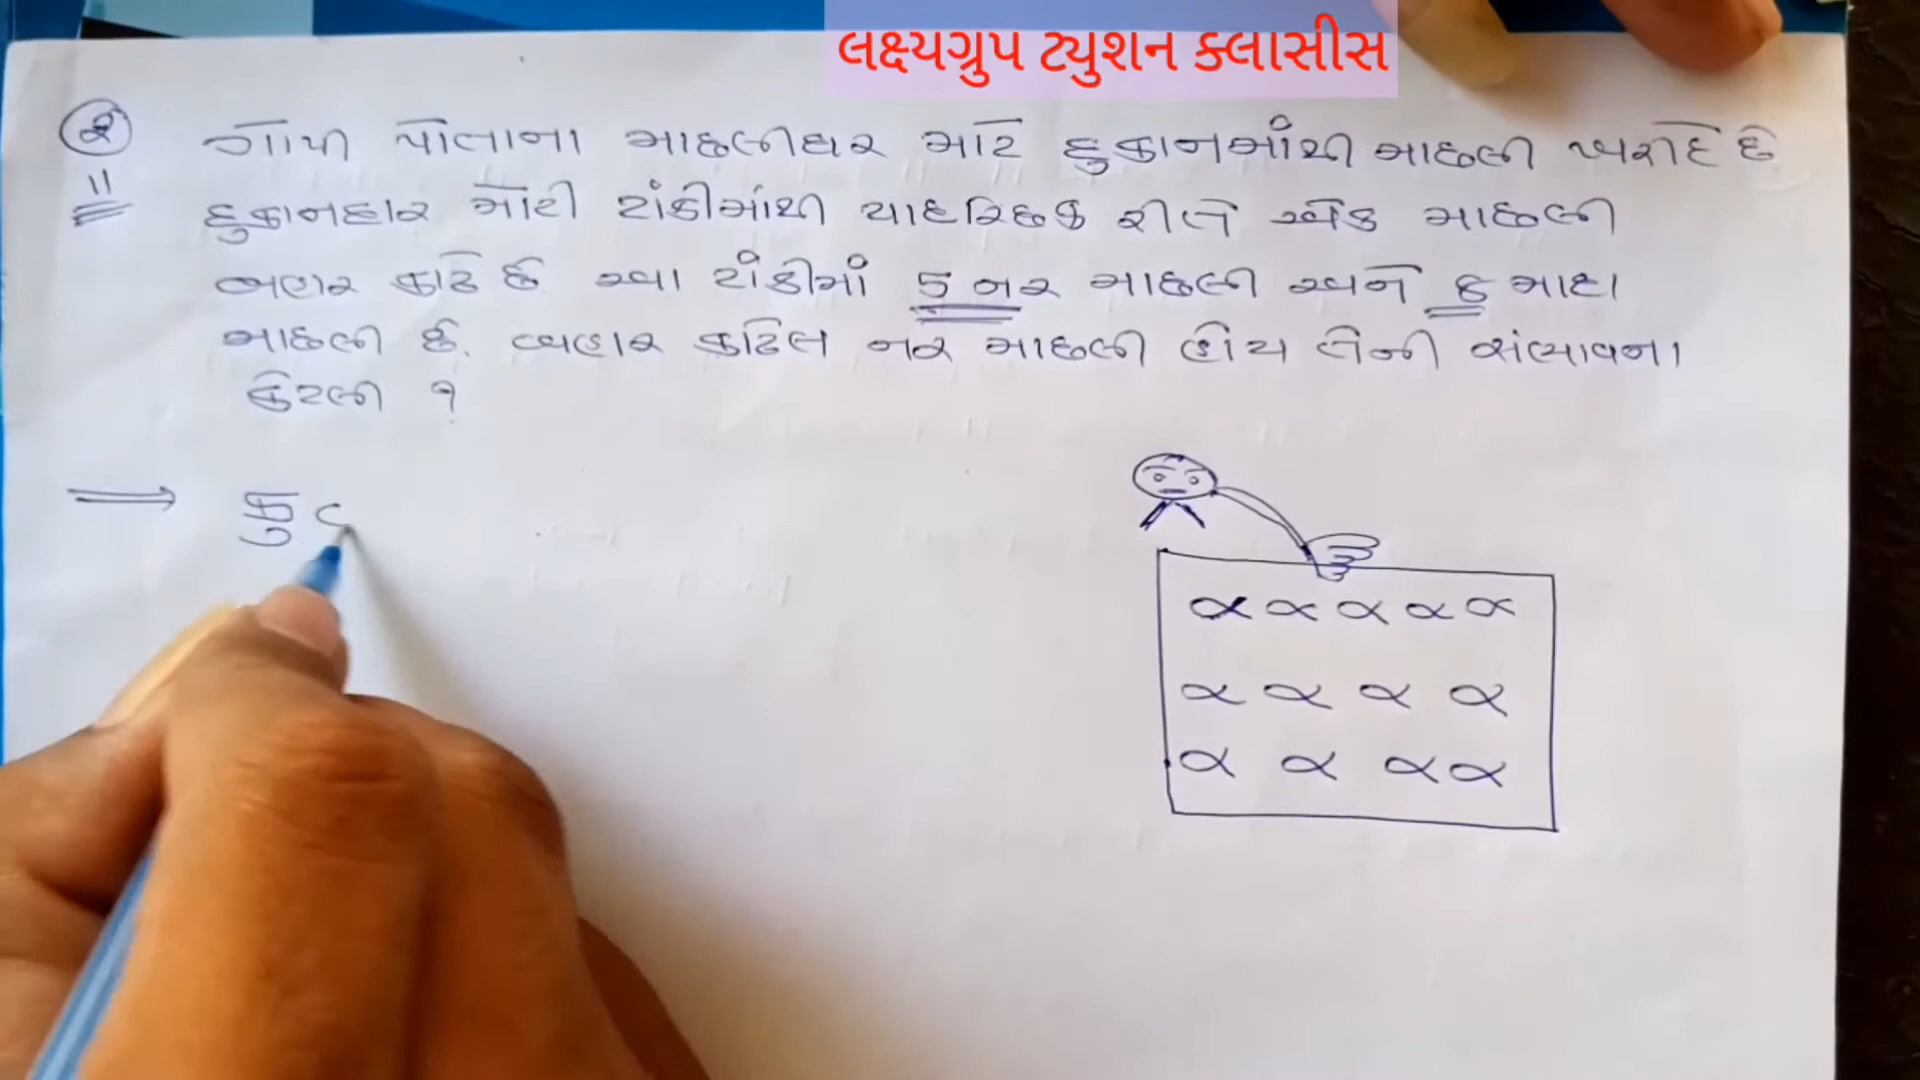 લક્ષ્યગ્રુપ ટ્યુશન ક્લાસીસ
૨ ગોપી પોતાના માછલીઘર માટે દુકાનમાંથી માછલી ખરીદે છે
દુકાનદાર મોટી ટાંકીમાંથી યાદચ્છિક રીતે એક માછલી
બહાર કાઢે છે આ ટાંકીમાં 5 નર માછલી અને 8 માદા
માછલી છે. બહાર કાઢેલ નર માછલી હોય તેની સંભાવના
કેટલી ?
⟹ કુ